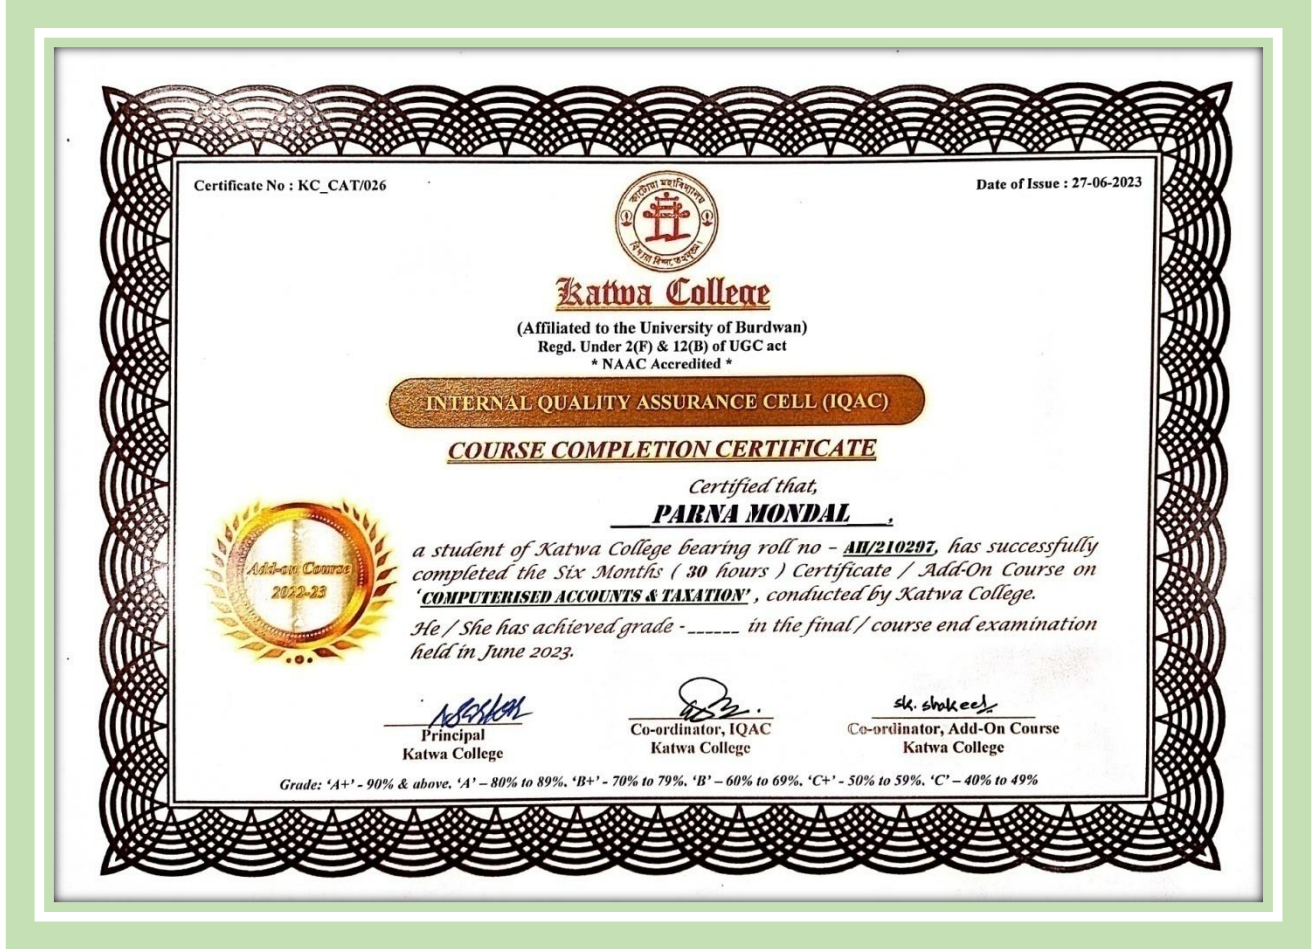 Certificate No : KC_CAT/026
Date of Issue : 27-06-2023
কাটোয়া মহাবিদ্যালয়
Katwa College
(Affiliated to the University of Burdwan)
Regd. Under 2(F) & 12(B) of UGC act
* NAAC Accredited *
INTERNAL QUALITY ASSURANCE CELL (IQAC)
COURSE COMPLETION CERTIFICATE
Certified that,
PARNA MONDAL ,
a student of Katwa College bearing roll no - AH/210297, has successfully
completed the Six Months ( 30 hours ) Certificate / Add-On Course on
‘COMPUTERISED ACCOUNTS & TAXATION’ , conducted by Katwa College.
He / She has achieved grade -______ in the final / course end examination
held in June 2023.
Add-on Course
2022-23
sk. shakeel
Principal
Katwa College
Co-ordinator, IQAC
Katwa College
Co-ordinator, Add-On Course
Katwa College
Grade: ‘A+’ - 90% & above, ‘A’ – 80% to 89%, ‘B+’ - 70% to 79%, ‘B’ – 60% to 69%, ‘C+’ - 50% to 59%, ‘C’ – 40% to 49%